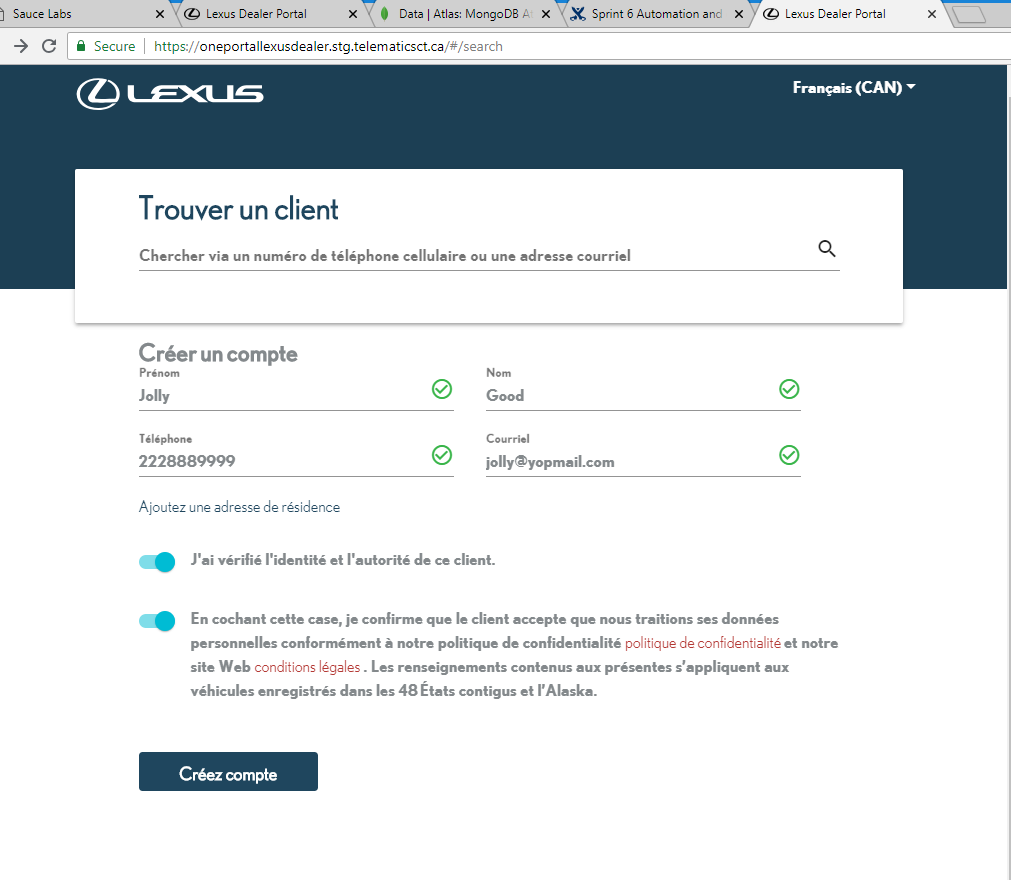 Sauce Labs
Lexus Dealer Portal
Data | Atlas: MongoDB At
Sprint 6 Automation and
Lexus Dealer Portal
Secure
https://oneportallexusdealer.stg.telematicsct.ca/#/search
LEXUS
Français (CAN)
Trouver un client
Chercher via un numéro de téléphone cellulaire ou une adresse courriel
Créer un compte
Prénom
Nom
Jolly
Good
Téléphone
Courriel
2228889999
jolly@yopmail.com
Ajoutez une adresse de résidence
J'ai vérifié l'identité et l'autorité de ce client.
En cochant cette case, je confirme que le client accepte que nous traitions ses données
personnelles conformément à notre politique de confidentialité politique de confidentialité et notre
site Web conditions légales . Les renseignements contenus aux présentes s’appliquent aux
véhicules enregistrés dans les 48 États contigus et l’Alaska.
Créez compte